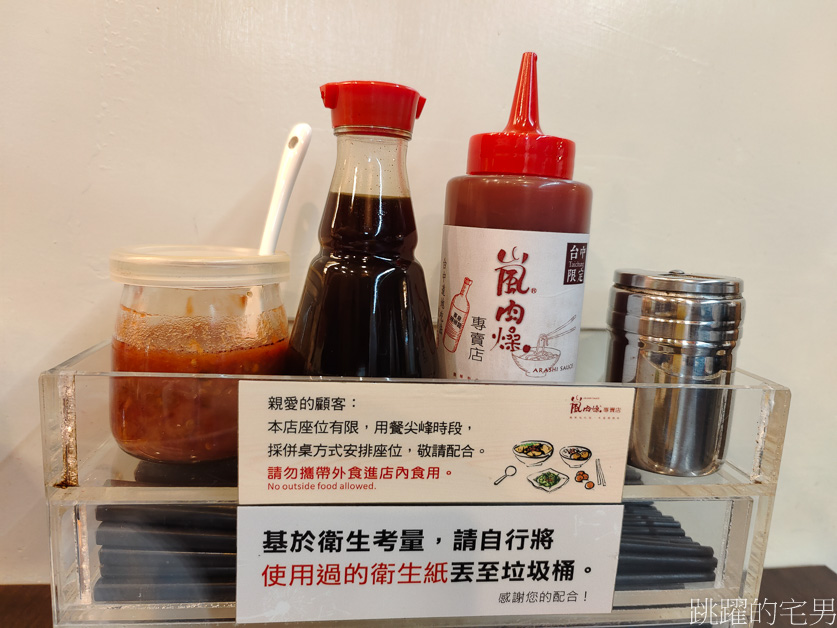 台中
Taichung
限定
嵐肉燥®
專賣店
ARASHI SAUCE
親愛的顧客：
嵐肉燥專賣店
本店座位有限，用餐尖峰時段，
採併桌方式安排座位，敬請配合。
請勿攜帶外食進店內食用。
No outside food allowed.
基於衛生考量，請自行將
使用過的衛生紙丟至垃圾桶。
感謝您的配合！
跳躍的宅男